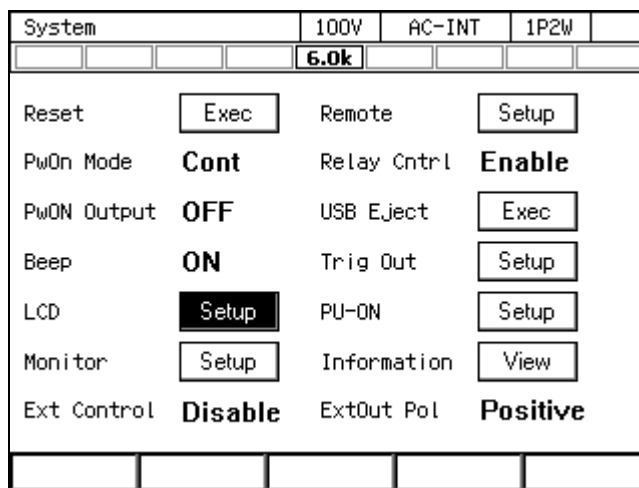 System 100V AC-INT 1P2W
6.0k
Reset Exec Remote Setup
PwOn Mode Cont Relay Cntrl Enable
PwON Output OFF USB Eject Exec
Beep ON Trig Out Setup
LCD Setup PU-ON Setup
Monitor Setup Information View
Ext Control Disable ExtOut Pol Positive